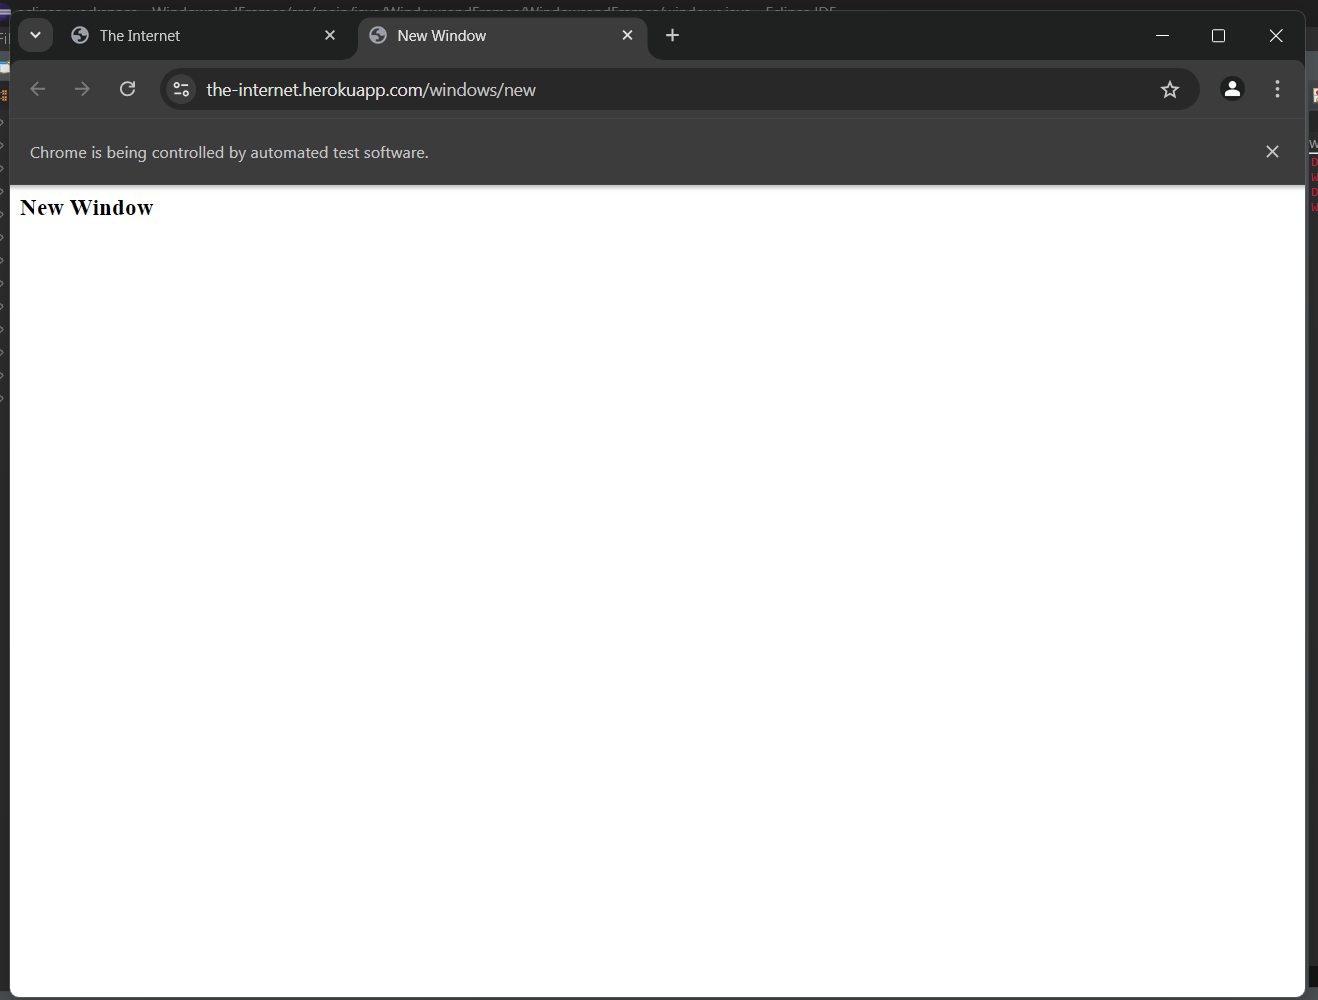 The Internet
New Window
the-internet.herokuapp.com/windows/new
Chrome is being controlled by automated test software.
New Window